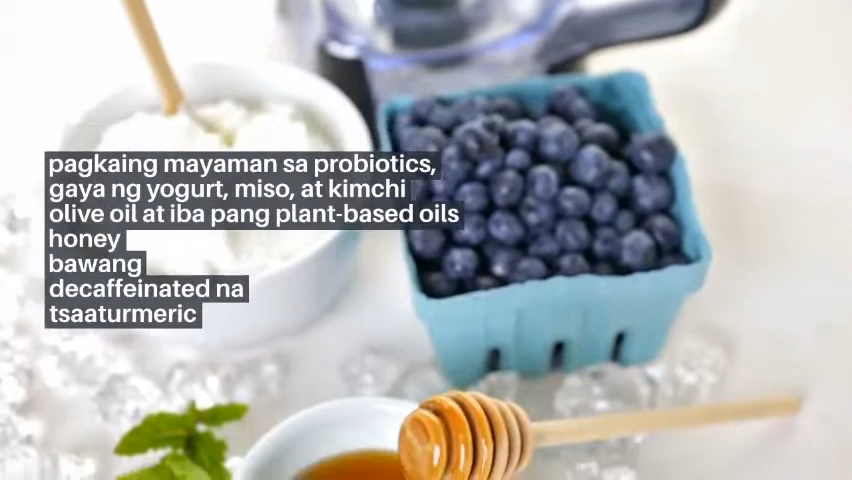 pagkaing mayaman sa probiotics,
gaya ng yogurt, miso, at kimchi
olive oil at iba pang plant-based oils
honey
bawang
decaffeinated na
tsaaturmeric